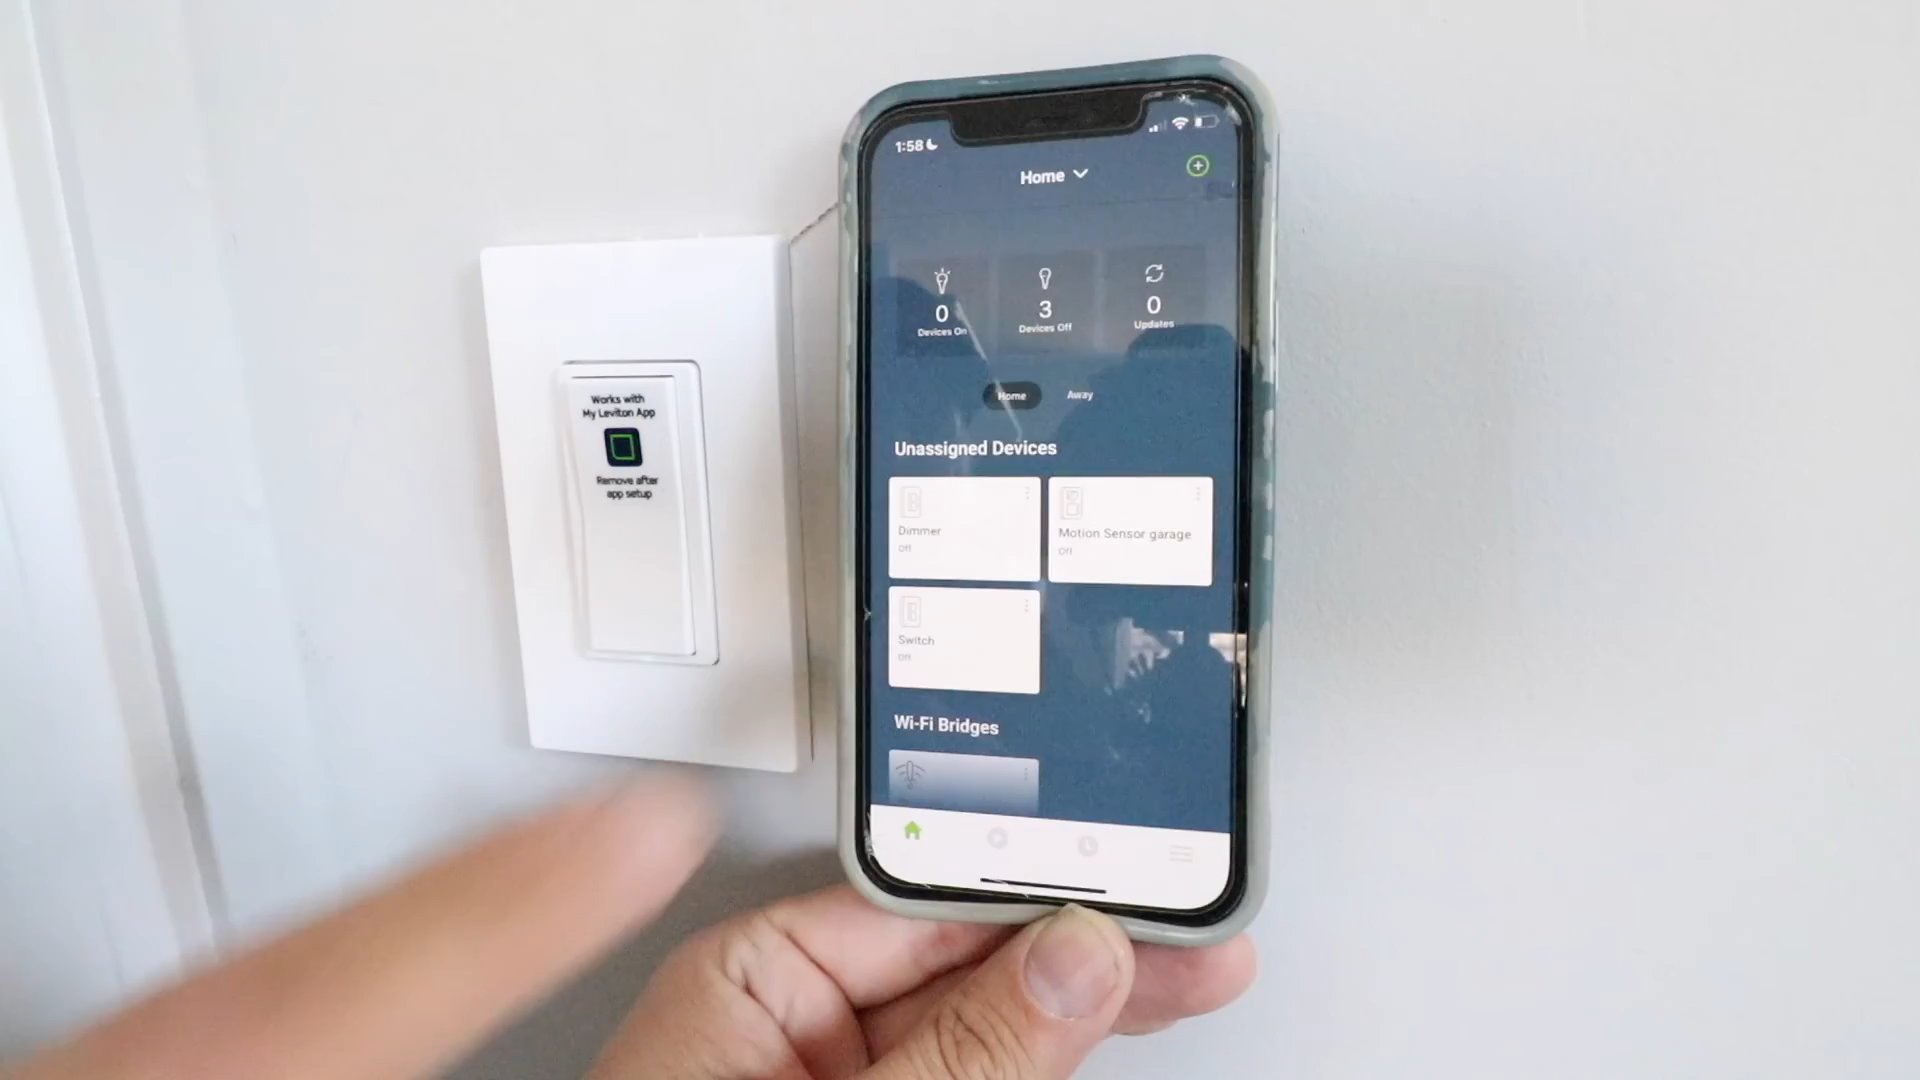 Works with
My Leviton App
Remove after
app setup
1:58
Home
0
Devices On
3
Devices Off
0
Updates
Home
Away
Unassigned Devices
Dimmer
Off
Motion Sensor garage
Off
Switch
Off
Wi-Fi Bridges